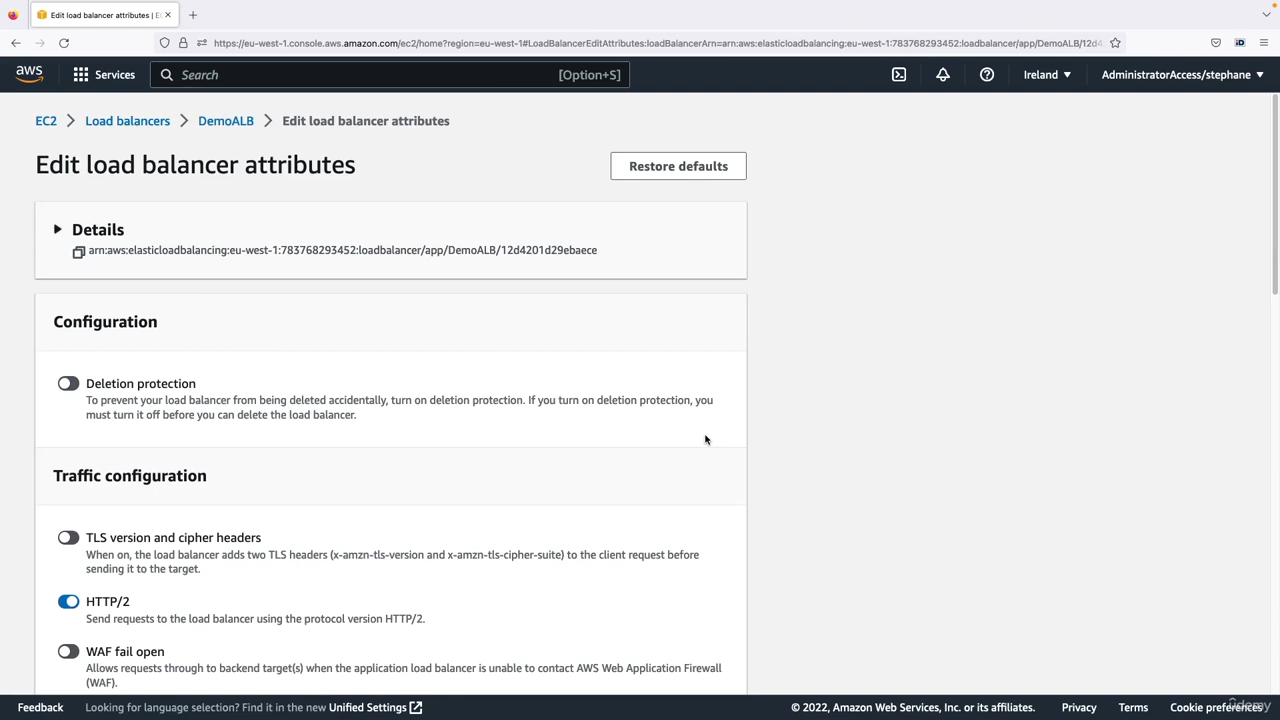 Edit load balancer attributes | EC
https://eu-west-1.console.aws.amazon.com/ec2/home?region=eu-west-1#LoadBalancerEditAttributes:loadBalancerArn=arn:aws:elasticloadbalancing:eu-west-1:783768293452:loadbalancer/app/DemoALB/12d4
aws Services Search [Option+S] Ireland AdministratorAccess/stephane
EC2 Load balancers DemoALB Edit load balancer attributes
Edit load balancer attributes
Restore defaults
Details
arn:aws:elasticloadbalancing:eu-west-1:783768293452:loadbalancer/app/DemoALB/12d4201d29ebaece
Configuration
Deletion protection
To prevent your load balancer from being deleted accidentally, turn on deletion protection. If you turn on deletion protection, you
must turn it off before you can delete the load balancer.
Traffic configuration
TLS version and cipher headers
When on, the load balancer adds two TLS headers (x-amzn-tls-version and x-amzn-tls-cipher-suite) to the client request before
sending it to the target.
HTTP/2
Send requests to the load balancer using the protocol version HTTP/2.
WAF fail open
Allows requests through to backend target(s) when the application load balancer is unable to contact AWS Web Application Firewall
(WAF).
Feedback Looking for language selection? Find it in the new Unified Settings © 2022, Amazon Web Services, Inc. or its affiliates. Privacy Terms Cookie preferences
udemy